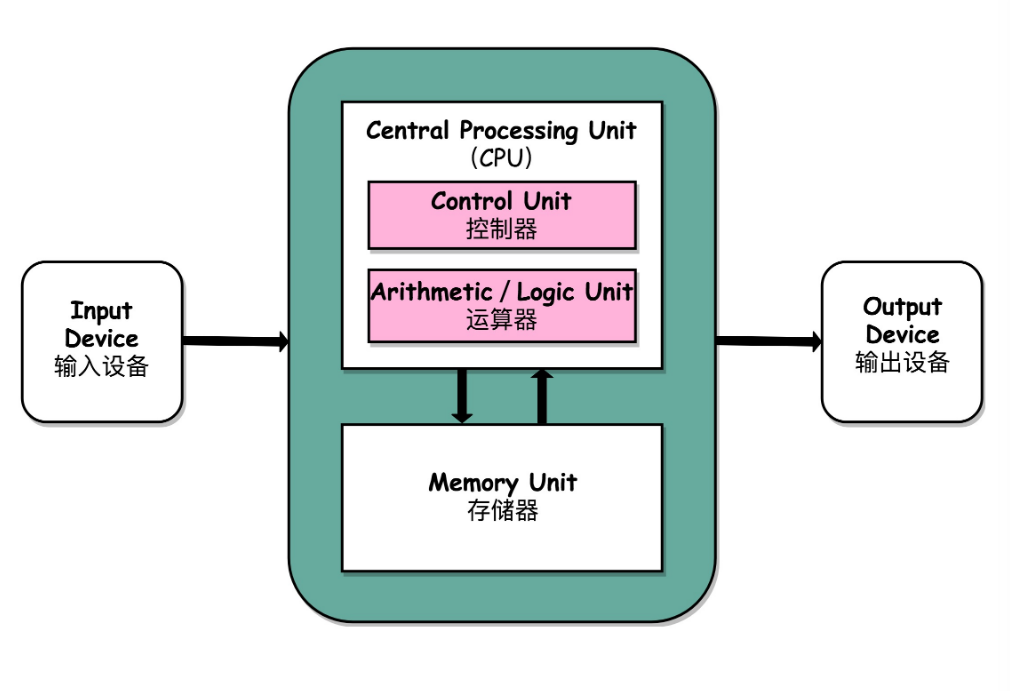 Central Processing Unit
(CPU)
Control Unit
控制器
Arithmetic / Logic Unit
运算器
Input
Device
输入设备
Output
Device
输出设备
Memory Unit
存储器